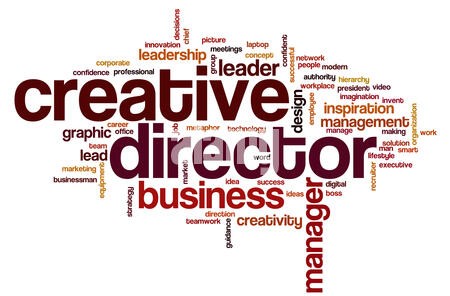 decisions
chief
picture
innovation
meetings
laptop
concept
confident
leadership
group
successful
network
people
modern
corporate
leader
authority
hierarchy
confidence
professional
workplace
president
video
creative
design
employee
imagination
invent
inspiration
magazine
management
career
graphic
office
job
metaphor
technology
manage
making
work
team
lead
director
word
man
solution
smart
organization
lifestyle
marketing
executive
businessman
equipment
market
idea
success
digital
recruiter
business
ideas
boss
strategy
manager
direction
teamwork
guidance
creativity